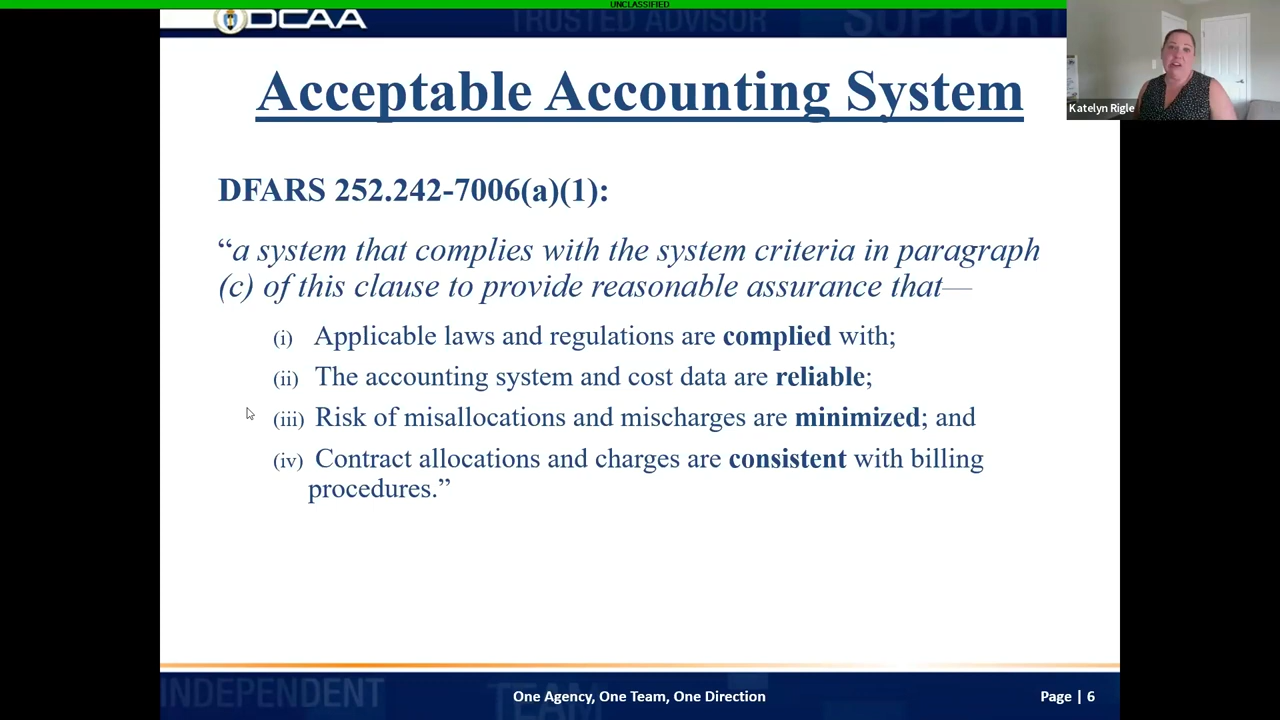 UNCLASSIFIED
DCAA
TRUSTED ADVISOR
SUPPORT
Katelyn Rigle
Acceptable Accounting System
DFARS 252.242-7006(a)(1):
“a system that complies with the system criteria in paragraph
(c) of this clause to provide reasonable assurance that—
(i) Applicable laws and regulations are complied with;
(ii) The accounting system and cost data are reliable;
(iii) Risk of misallocations and mischarges are minimized; and
(iv) Contract allocations and charges are consistent with billing
procedures.”
INDEPENDENT
TEAM
One Agency, One Team, One Direction
Page | 6